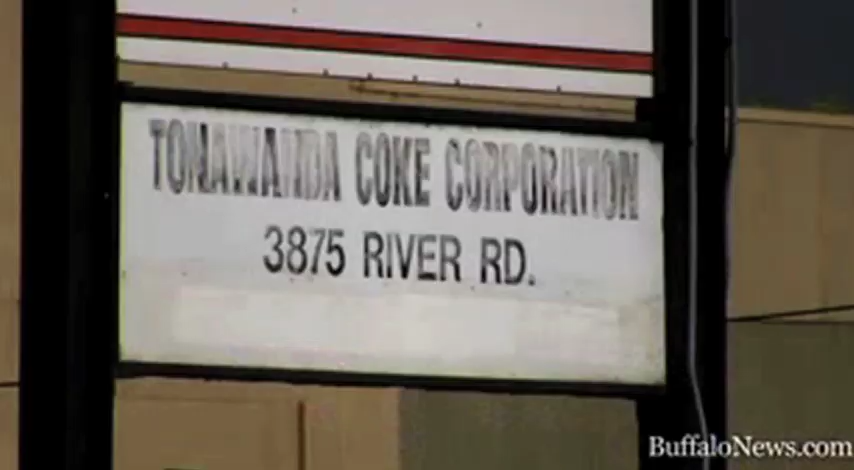 TONAWANDA COKE CORPORATION
3875 RIVER RD.
BuffaloNews.com